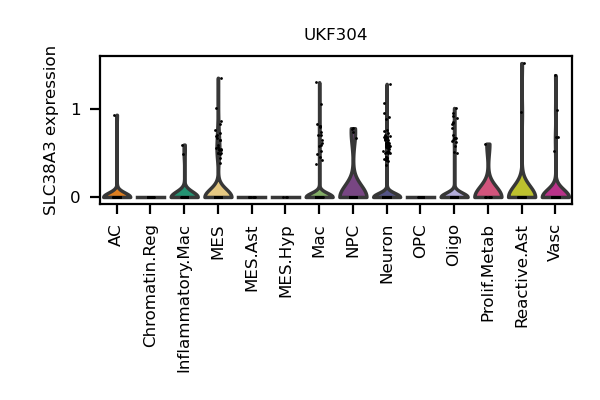 UKF304
SLC38A3 expression
1
0
AC
Chromatin.Reg
Inflammatory.Mac
MES
MES.Ast
MES.Hyp
Mac
NPC
Neuron
OPC
Oligo
Prolif.Metab
Reactive.Ast
Vasc